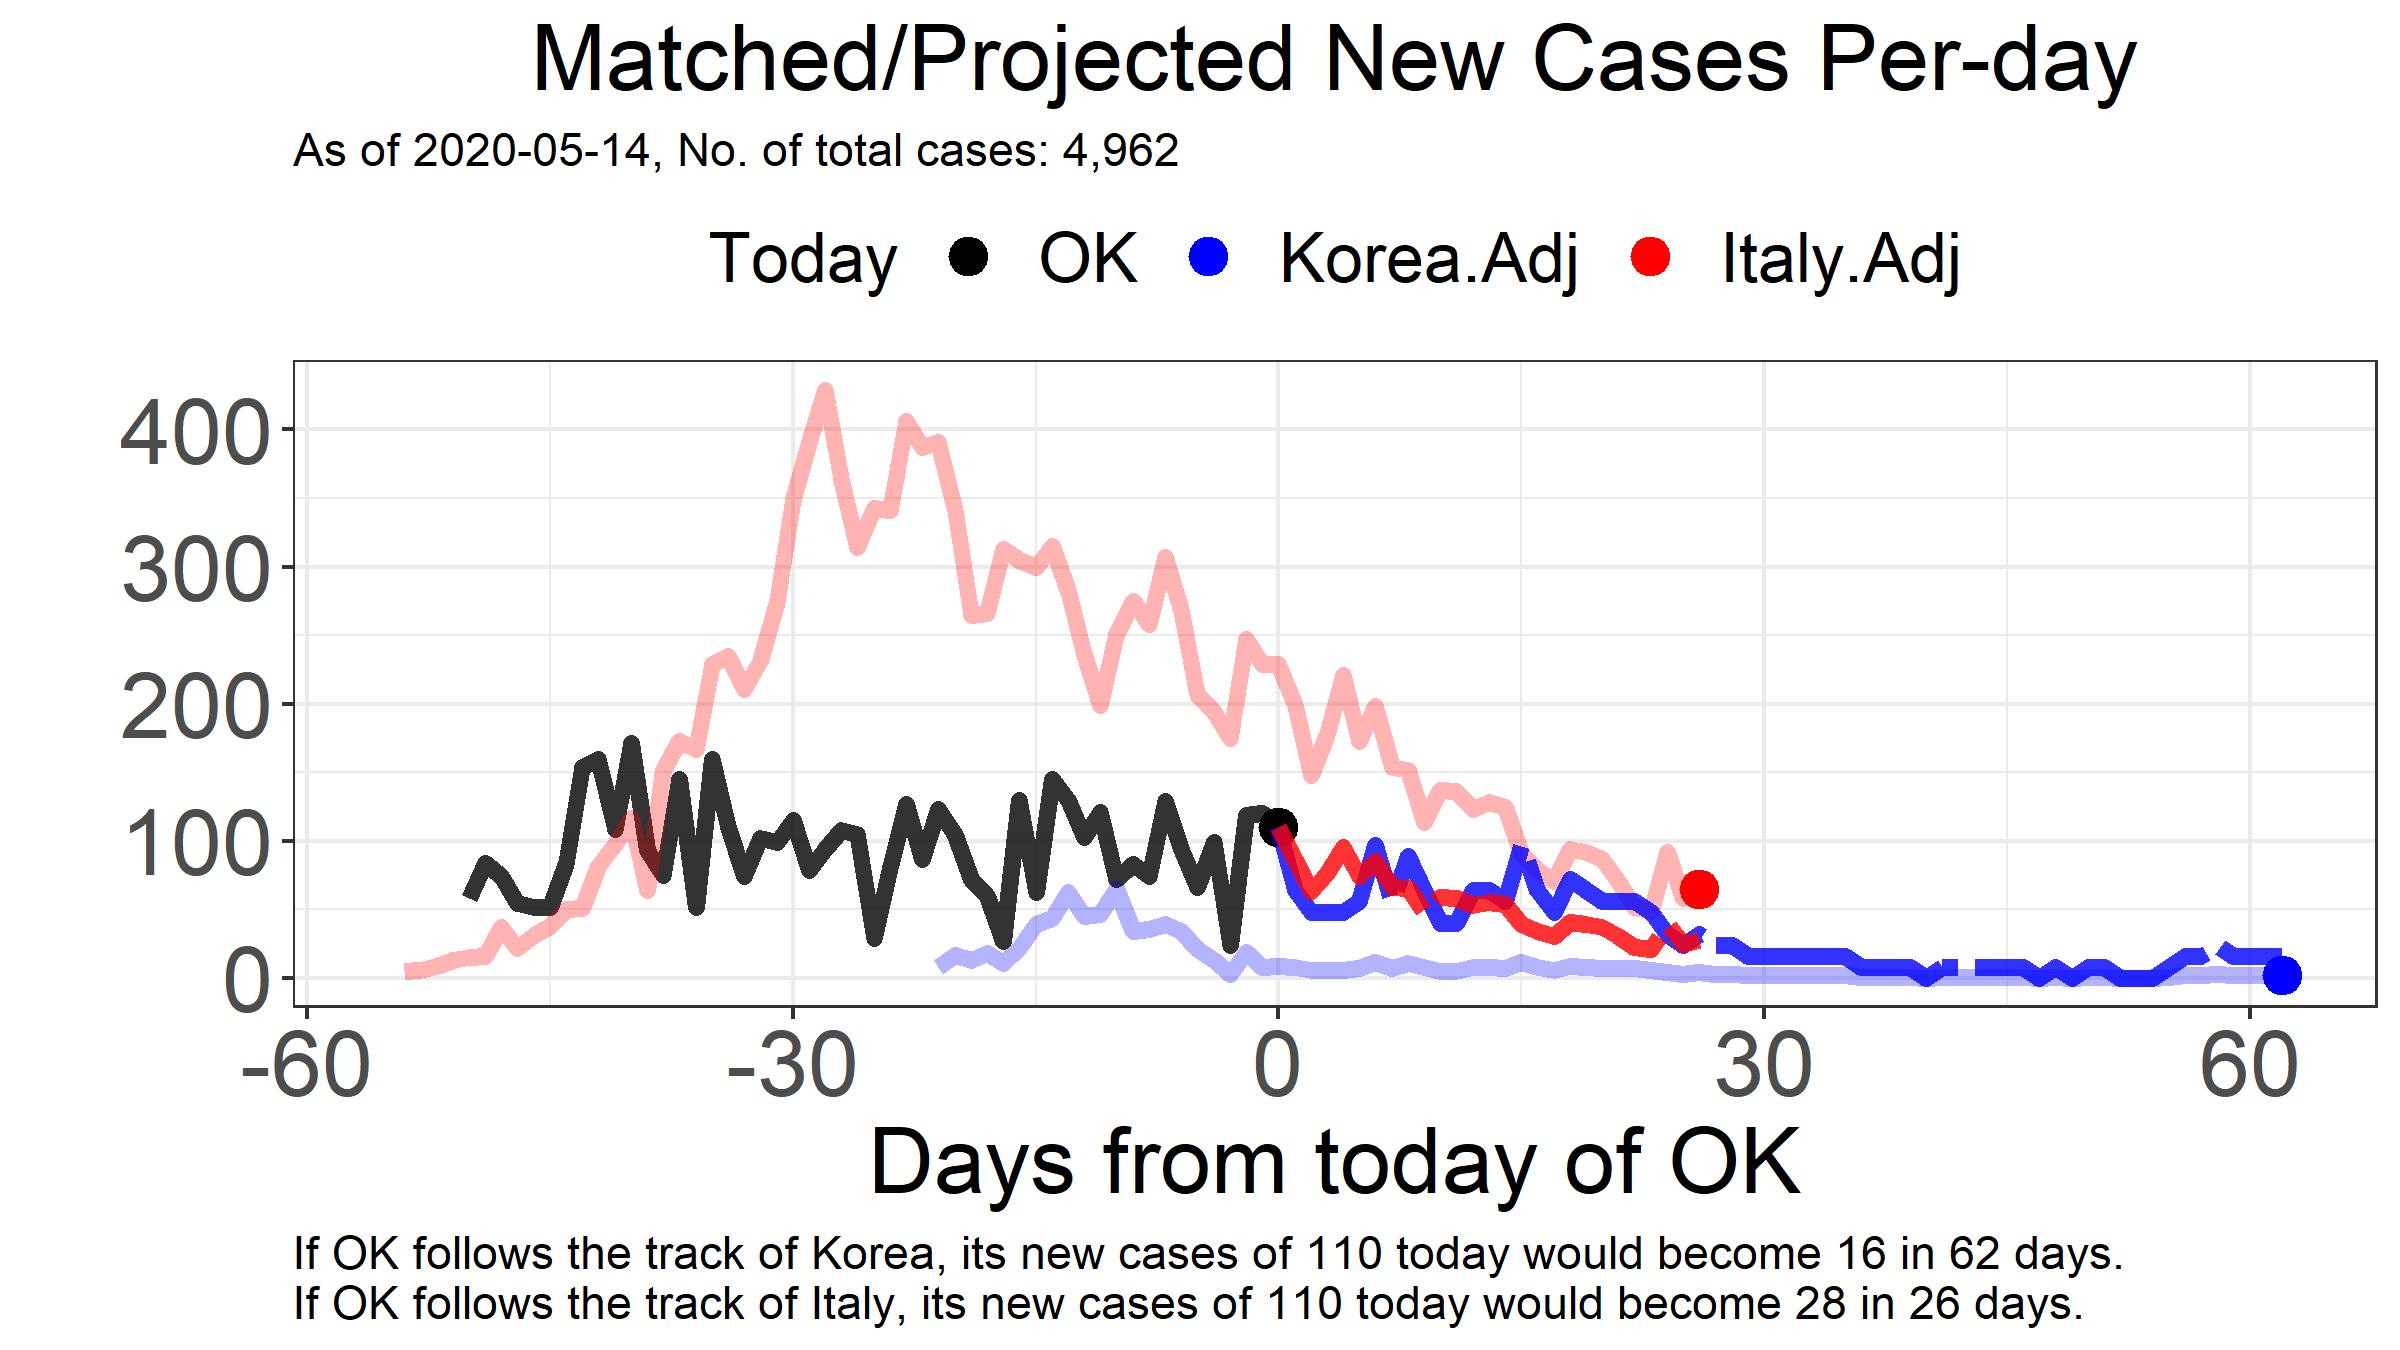 Matched/Projected New Cases Per-day
As of 2020-05-14, No. of total cases: 4,962
Today OK Korea.Adj Italy.Adj
400
300
200
100
0
-60 -30 0 30 60
Days from today of OK
If OK follows the track of Korea, its new cases of 110 today would become 16 in 62 days.
If OK follows the track of Italy, its new cases of 110 today would become 28 in 26 days.